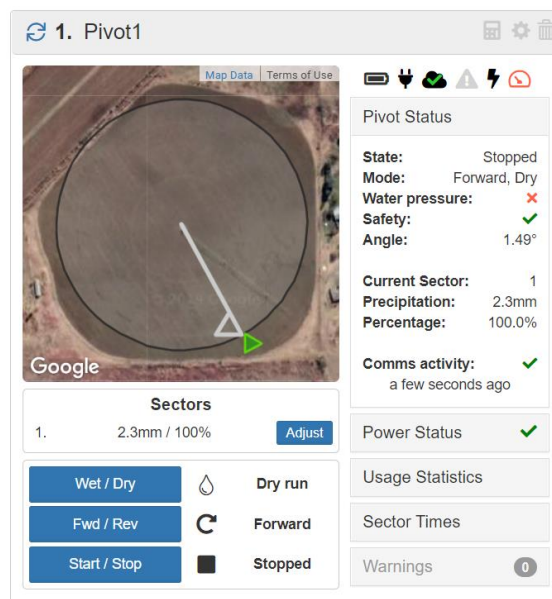 1. Pivot1
Map Data
Terms of Use
Google
Sectors
1. 2.3mm / 100% Adjust
Wet / Dry Dry run
Fwd / Rev Forward
Start / Stop Stopped
Pivot Status
State: Stopped
Mode: Forward, Dry
Water pressure:
Safety:
Angle: 1.49°
Current Sector: 1
Precipitation: 2.3mm
Percentage: 100.0%
Comms activity:
a few seconds ago
Power Status
Usage Statistics
Sector Times
Warnings 0